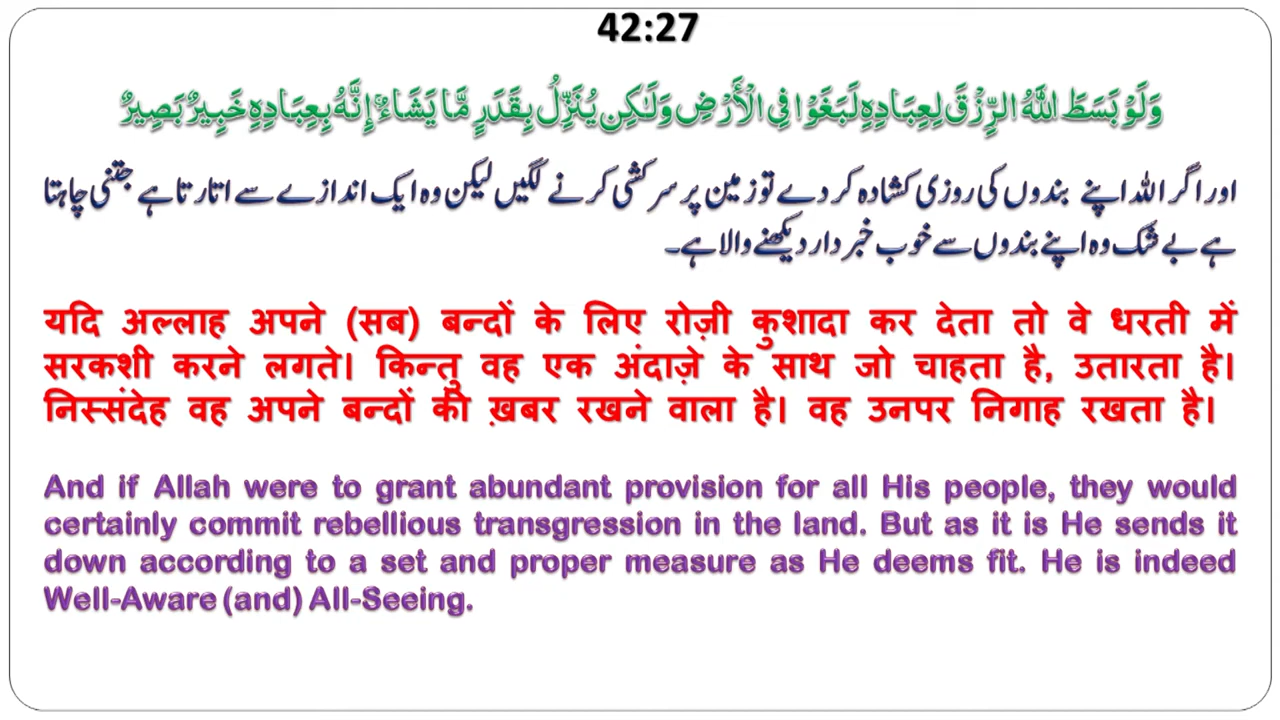 42:27
وَلَوْ بَسَطَ اللَّهُ الرِّزْقَ لِعِبَادِهِ لَبَغَوْا فِي الْأَرْضِ وَلَـٰكِن يُنَزِّلُ بِقَدَرٍ مَّا يَشَاءُ ۚ إِنَّهُ بِعِبَادِهِ خَبِيرٌ بَصِيرٌ
اور اگر اللہ اپنے بندوں کی روزی کشادہ کر دے تو زمین پر سرکشی کرنے لگیں لیکن وہ ایک اندازے سے اتارتا ہے جتنی چاہتا
ہے بے شک وہ اپنے بندوں سے خوب خبردار دیکھنے والا ہے۔
यदि अल्लाह अपने (सब) बन्दों के लिए रोज़ी कुशादा कर देता तो वे धरती में
सरकशी करने लगते। किन्तु वह एक अंदाज़े के साथ जो चाहता है, उतारता है।
निस्संदेह वह अपने बन्दों की ख़बर रखने वाला है। वह उनपर निगाह रखता है।
And if Allah were to grant abundant provision for all His people, they would
certainly commit rebellious transgression in the land. But as it is He sends it
down according to a set and proper measure as He deems fit. He is indeed
Well-Aware (and) All-Seeing.